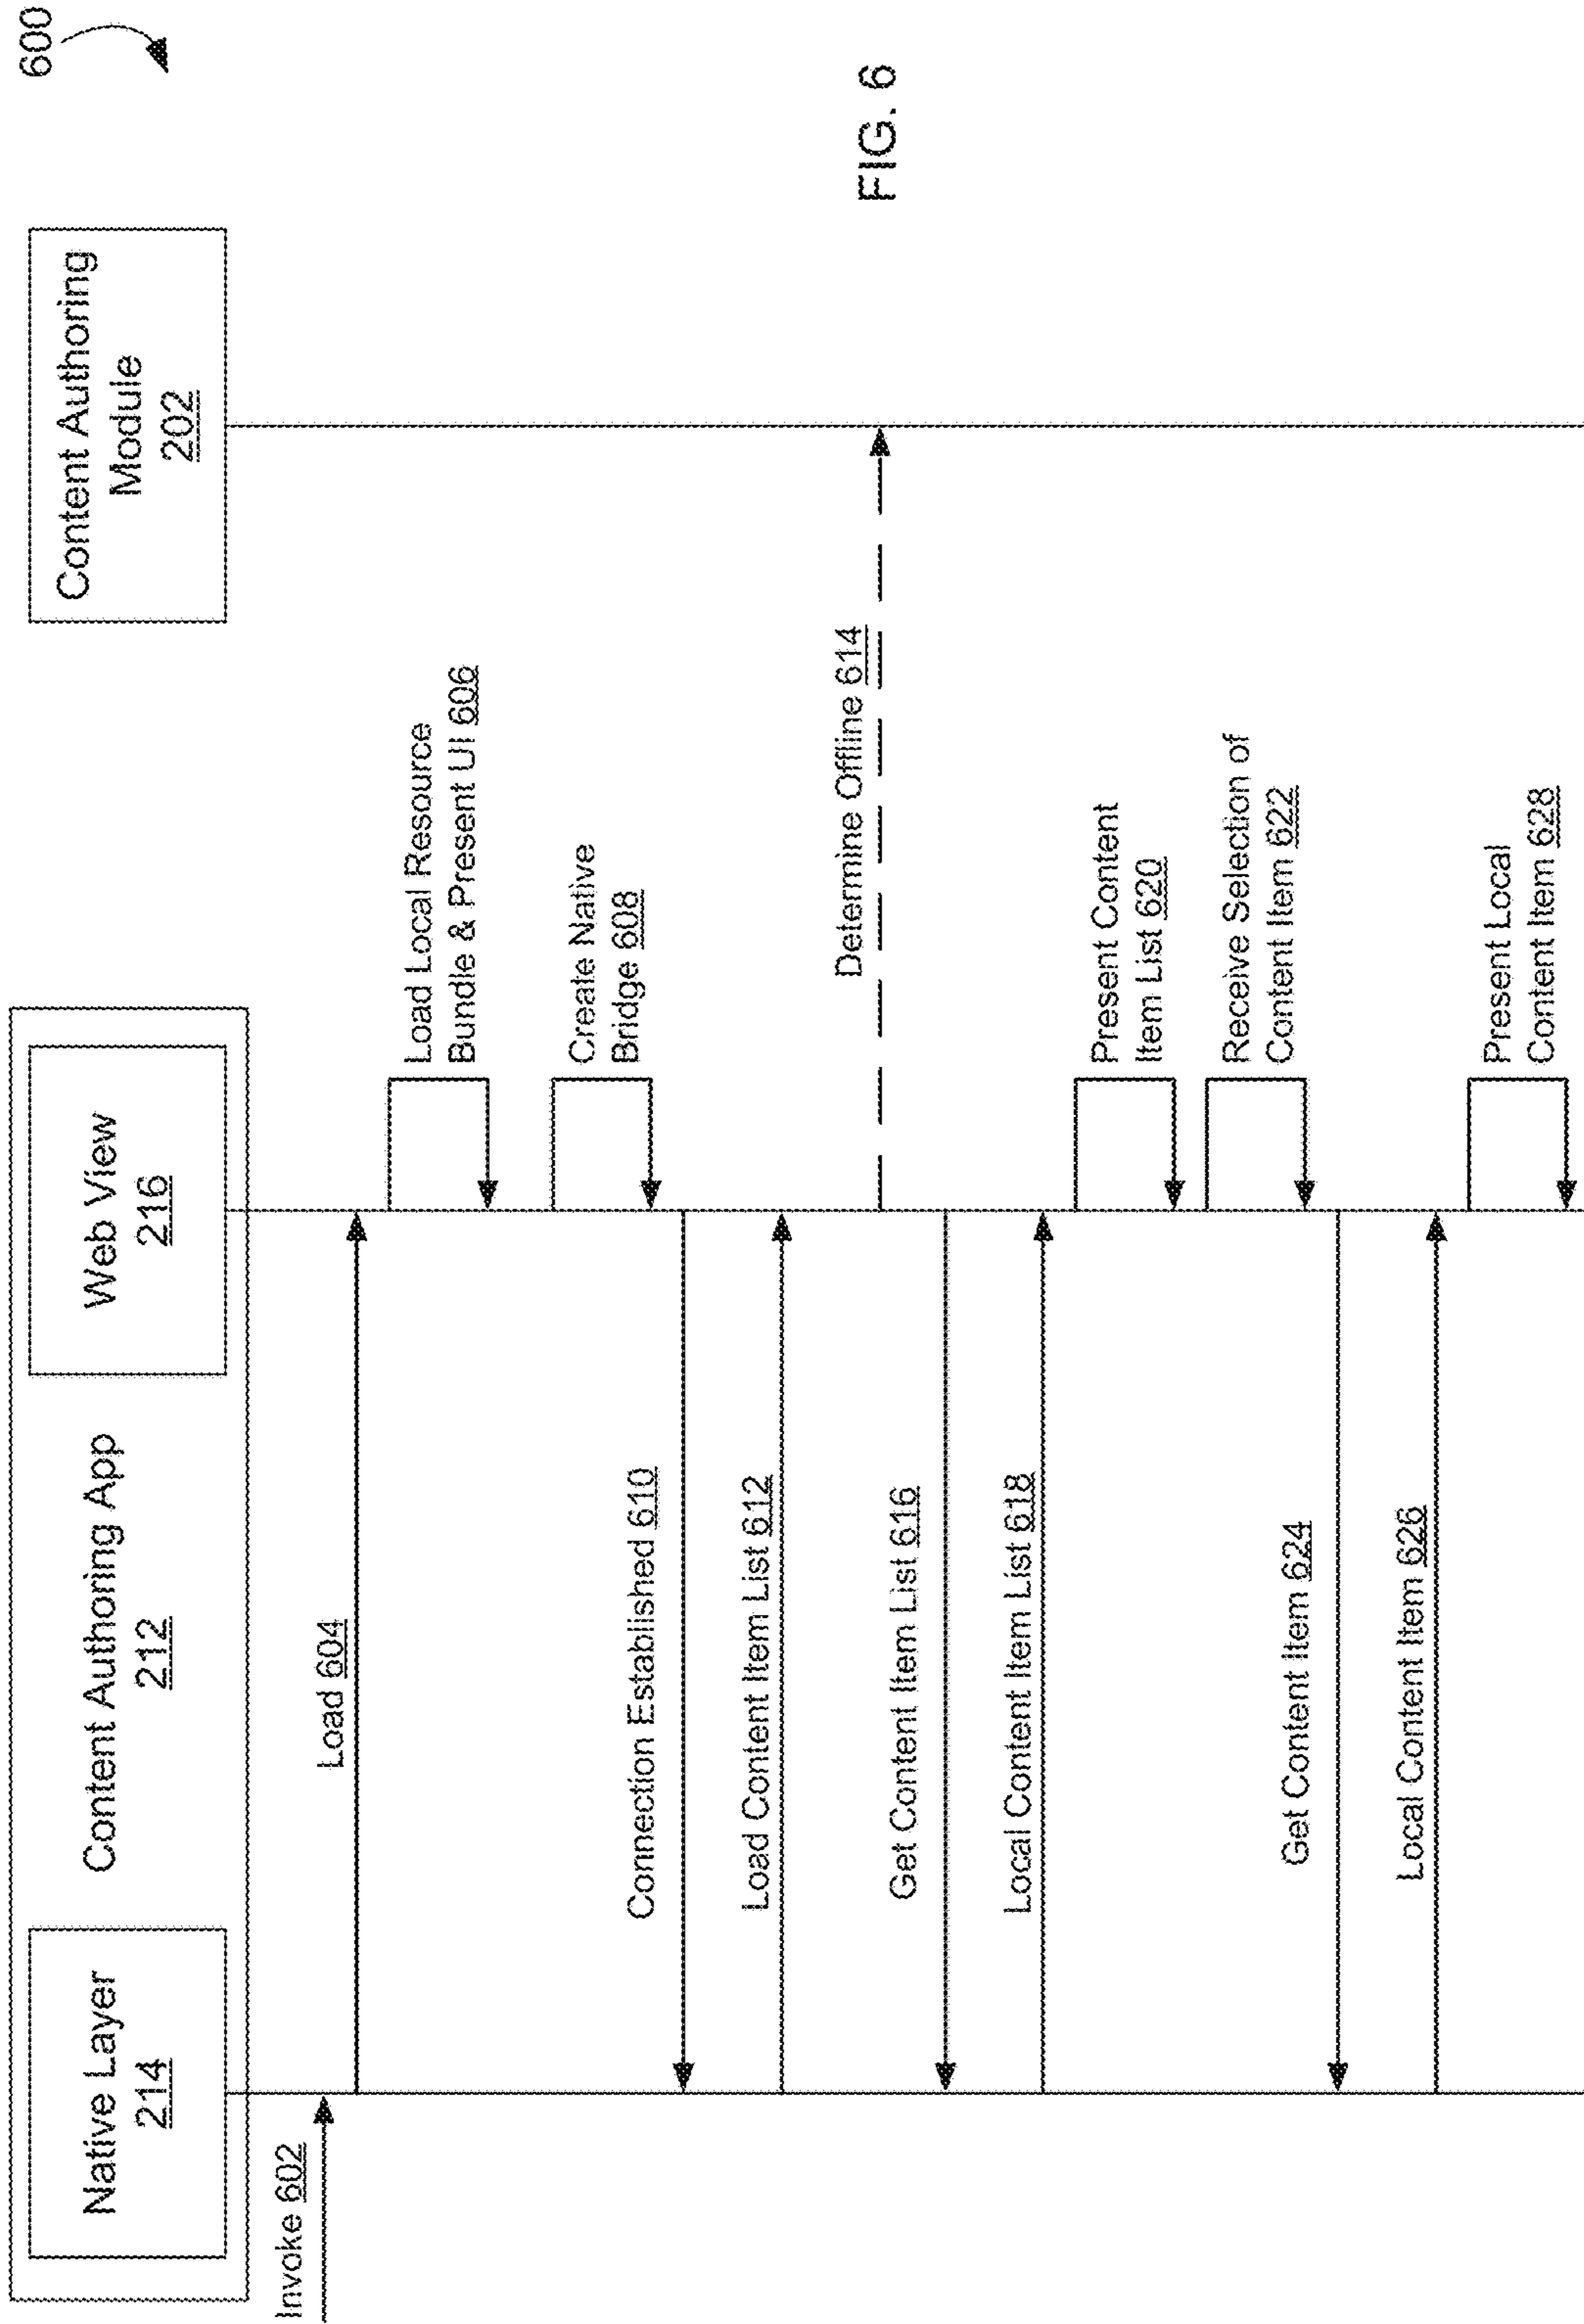 600
Native Layer
214
Content Authoring App
212
Web View
216
Content Authoring
Module
202
Invoke 602
Load 604
Load Local Resource
Bundle & Present UI 606
Create Native
Bridge 608
Connection Established 610
Load Content Item List 612
Determine Offline 614
Get Content Item List 616
Local Content Item List 618
Present Content
Item List 620
Receive Selection of
Content Item 622
Get Content Item 624
Local Content Item 626
Present Local
Content Item 628
FIG. 6